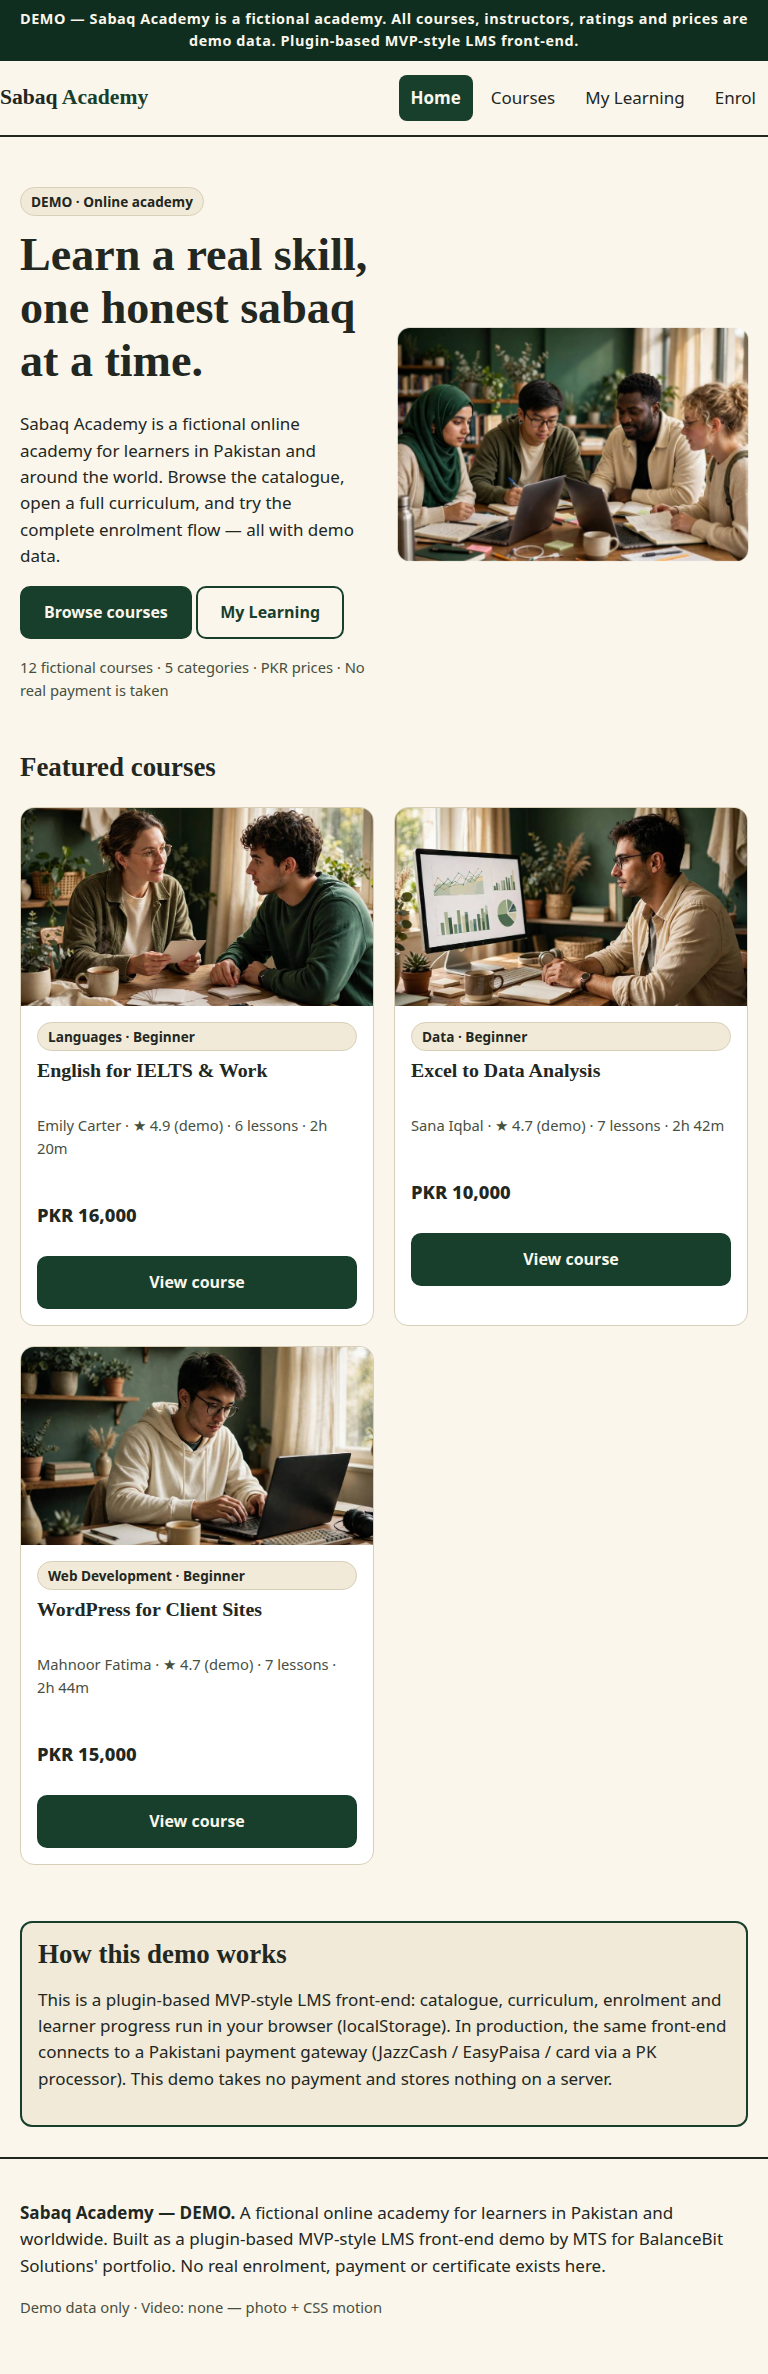 DEMO — Sabaq Academy is a fictional academy. All courses, instructors, ratings and prices are
demo data. Plugin-based MVP-style LMS front-end.
Sabaq Academy
Home
Courses
My Learning
Enrol
DEMO · Online academy
Learn a real skill,
one honest sabaq
at a time.
Sabaq Academy is a fictional online
academy for learners in Pakistan and
around the world. Browse the catalogue,
open a full curriculum, and try the
complete enrolment flow — all with demo
data.
Browse courses
My Learning
12 fictional courses · 5 categories · PKR prices · No
real payment is taken
Featured courses
Languages · Beginner
English for IELTS & Work
Emily Carter · ★ 4.9 (demo) · 6 lessons · 2h
20m
PKR 16,000
View course
Data · Beginner
Excel to Data Analysis
Sana Iqbal · ★ 4.7 (demo) · 7 lessons · 2h 42m
PKR 10,000
View course
Web Development · Beginner
WordPress for Client Sites
Mahnoor Fatima · ★ 4.7 (demo) · 7 lessons ·
2h 44m
PKR 15,000
View course
How this demo works
This is a plugin-based MVP-style LMS front-end: catalogue, curriculum, enrolment and
learner progress run in your browser (localStorage). In production, the same front-end
connects to a Pakistani payment gateway (JazzCash / EasyPaisa / card via a PK
processor). This demo takes no payment and stores nothing on a server.
Sabaq Academy — DEMO. A fictional online academy for learners in Pakistan and
worldwide. Built as a plugin-based MVP-style LMS front-end demo by MTS for BalanceBit
Solutions' portfolio. No real enrolment, payment or certificate exists here.
Demo data only · Video: none — photo + CSS motion